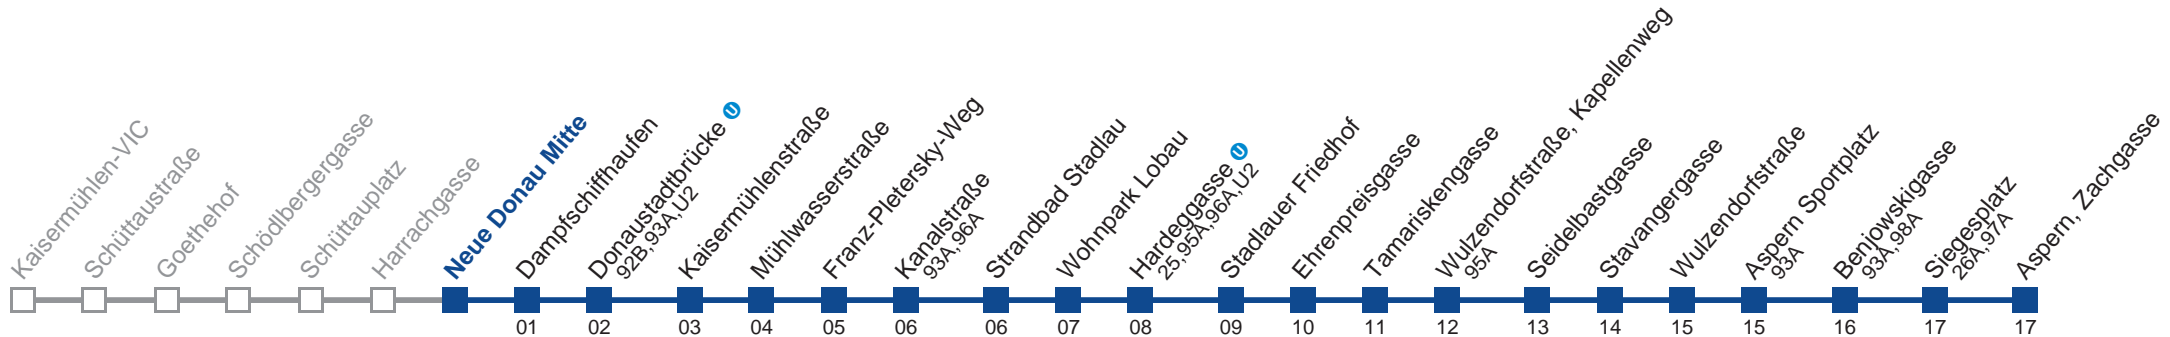 Kaisermühlen-VIC
Schüttaustraße
Goethehof
Schödlbergergasse
Schüttauplatz
Harrachgasse
Neue Donau Mitte
Dampfschiffhaufen
01
Donaustadtbrücke U
92B,93A,U2
02
Kaisermühlenstraße
03
Mühlwasserstraße
04
Franz-Pletersky-Weg
05
Kanalstraße
93A,96A
06
Strandbad Stadlau
06
Wohnpark Lobau
07
Hardeggasse U
25,95A,96A,U2
08
Stadlauer Friedhof
09
Ehrenpreisgasse
10
Tamariskengasse
11
Wulzendorfstraße, Kapellenweg
95A
12
Seidelbastgasse
13
Stavangergasse
14
Wulzendorfstraße
15
Aspern Sportplatz
93A
15
Benjowskigasse
93A,98A
16
Siegesplatz
26A,97A
17
Aspern, Zachgasse
17